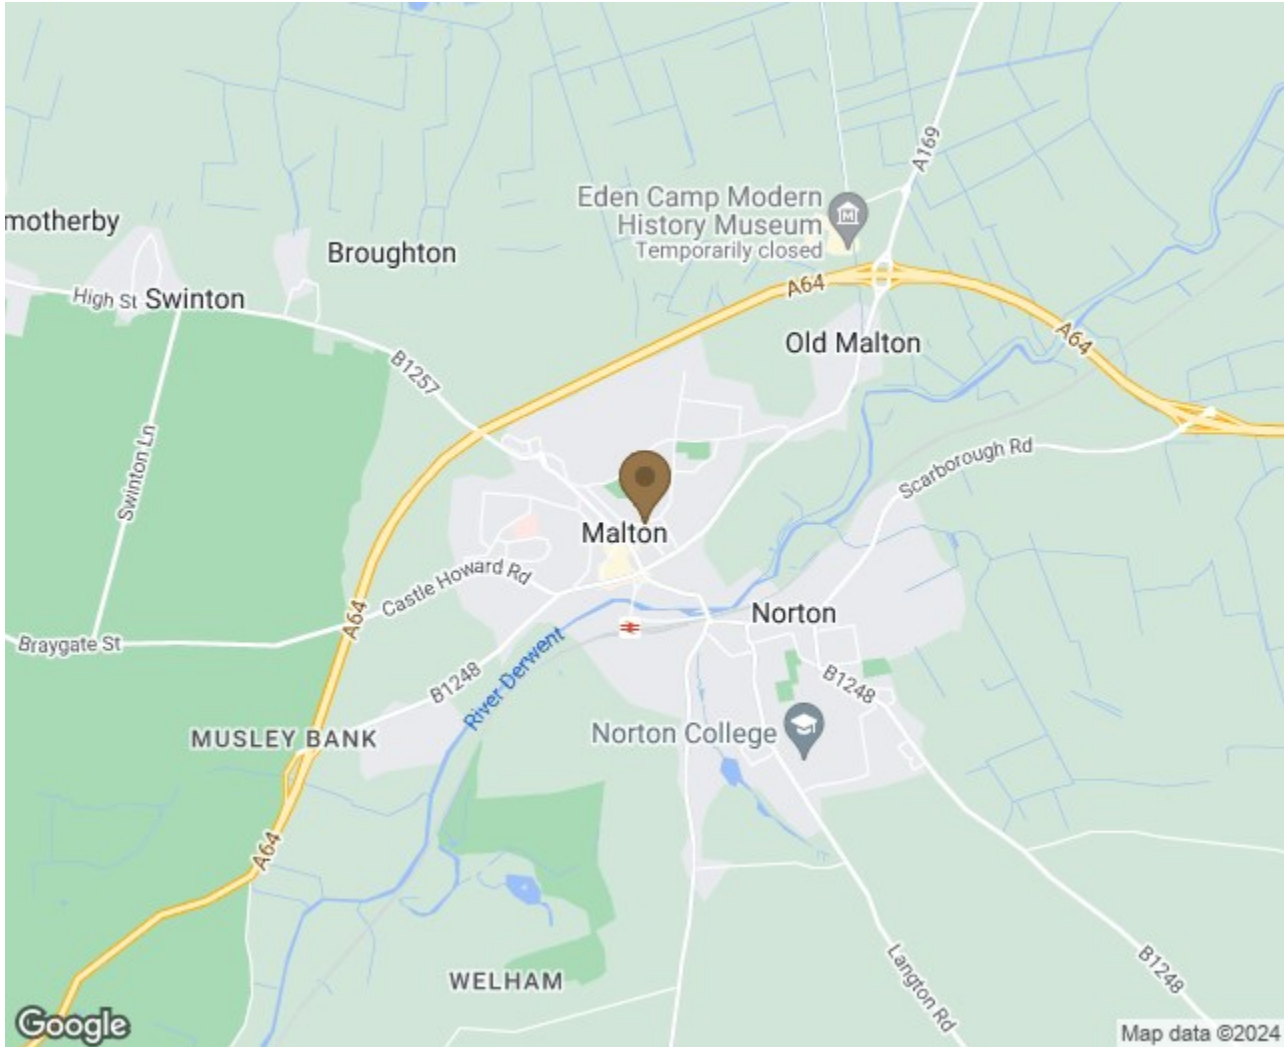 A169
Eden Camp Modern
History Museum
Temporarily closed
motherby
Broughton
A64
High St
Swinton
Old Malton
A64
B1257
Swinton Ln
Scarborough Rd
Malton
Castle Howard Rd
A64
Norton
Braygate St
River Derwent
B1248
B1248
MUSLEY BANK
Norton College
A64
WELHAM
Langton Rd
B1248
Google
Map data ©2024